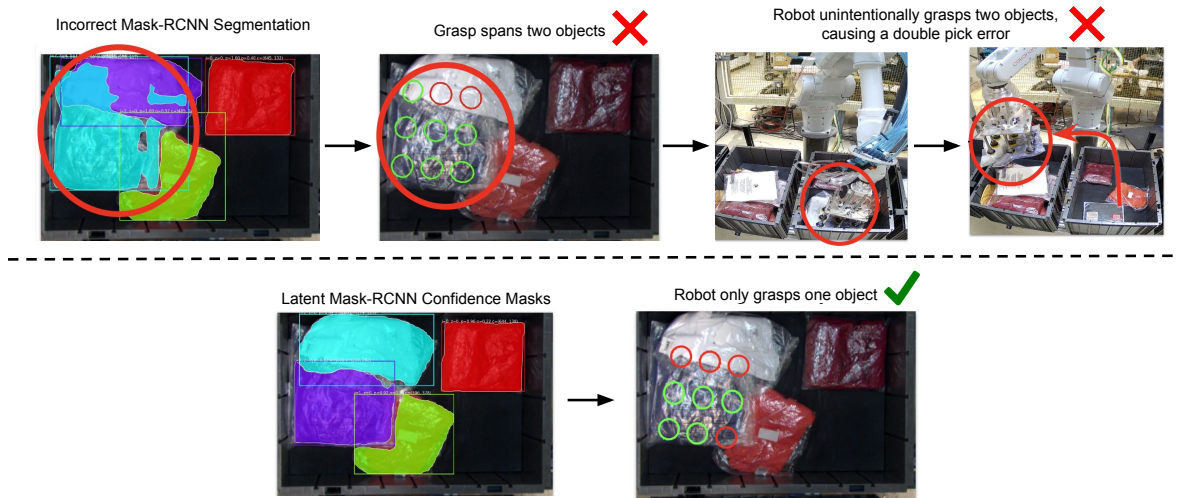 Incorrect Mask-RCNN Segmentation
Grasp spans two objects
Robot unintentionally grasps two objects,
causing a double pick error
Latent Mask-RCNN Confidence Masks
Robot only grasps one object